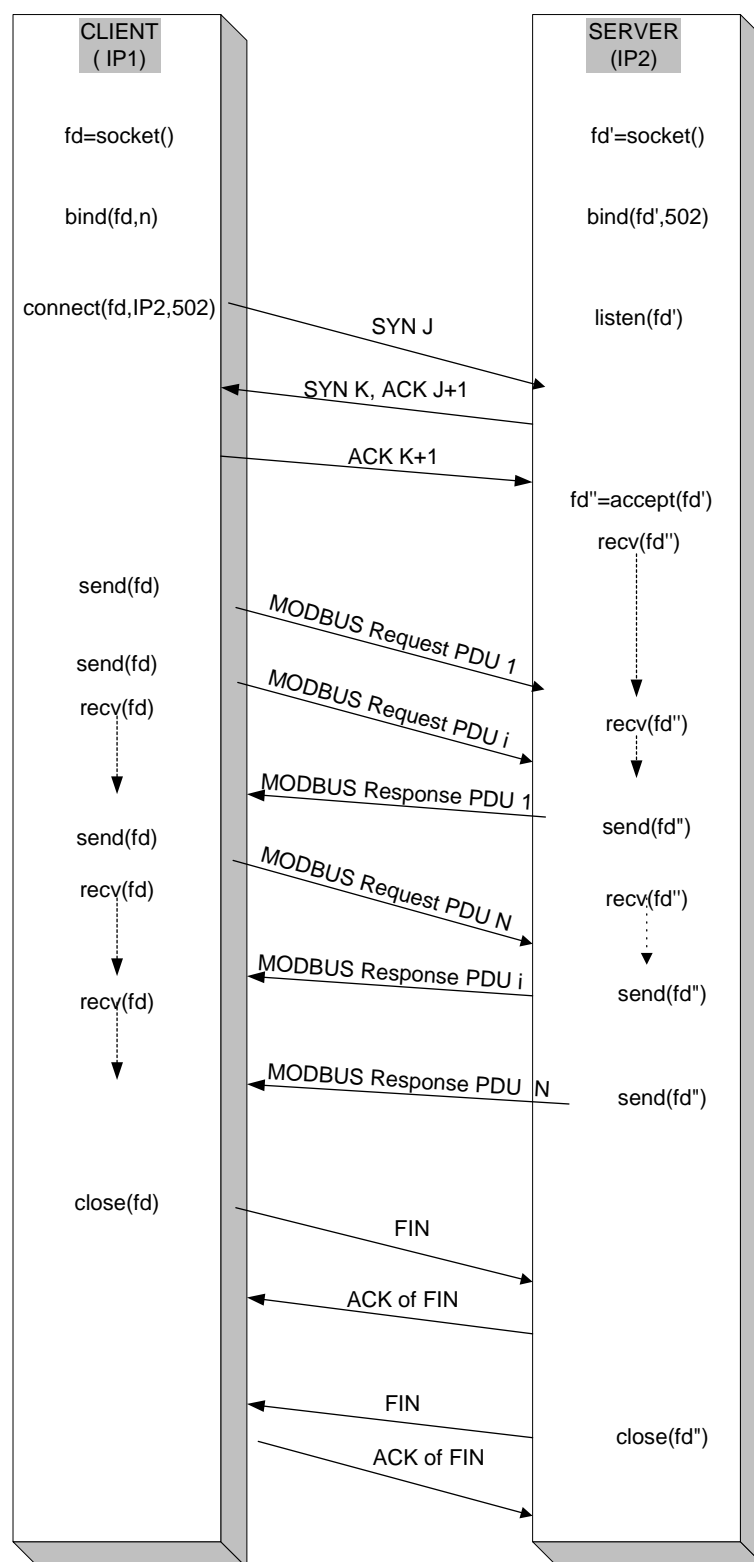 CLIENT
( IP1)
SERVER
(IP2)
fd=socket()
fd'=socket()
bind(fd,n)
bind(fd',502)
connect(fd,IP2,502)
listen(fd')
SYN J
SYN K, ACK J+1
ACK K+1
fd''=accept(fd')
recv(fd'')
send(fd)
MODBUS Request PDU 1
send(fd)
MODBUS Request PDU i
recv(fd)
recv(fd'')
MODBUS Response PDU 1
send(fd'')
send(fd)
MODBUS Request PDU N
recv(fd)
recv(fd'')
MODBUS Response PDU i
send(fd'')
recv(fd)
MODBUS Response PDU N
send(fd'')
close(fd)
FIN
ACK of FIN
FIN
close(fd'')
ACK of FIN